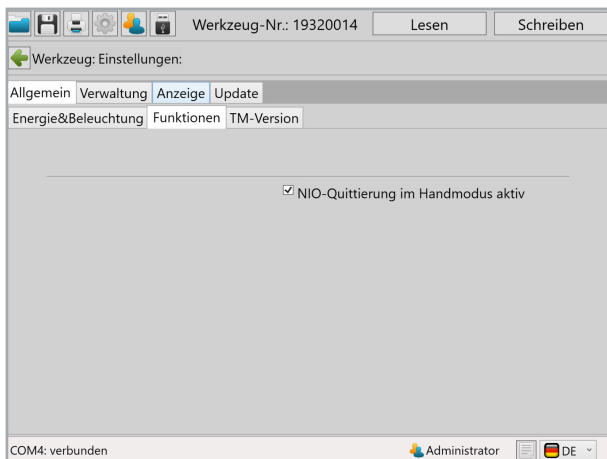 Werkzeug-Nr.: 19320014 Lesen Schreiben
Werkzeug: Einstellungen:
Allgemein Verwaltung Anzeige Update
Energie&Beleuchtung Funktionen TM-Version
NIO-Quittierung im Handmodus aktiv
COM4: verbunden Administrator DE